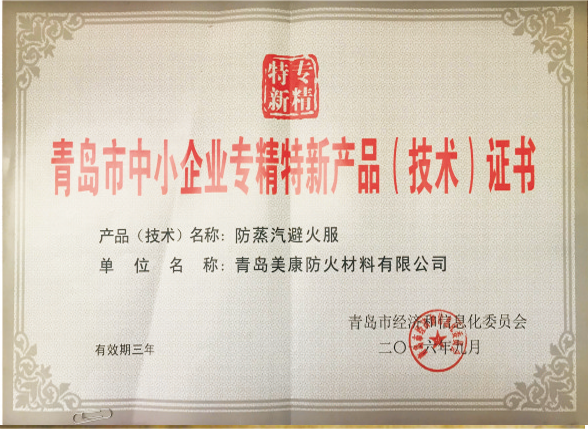 专精特新
青岛市中小企业专精特新产品（技术）证书
产品（技术）名称：防蒸汽避火服
单位名称：青岛美康防火材料有限公司
青岛市经济和信息化委员会
有效期三年
二〇一六年九月